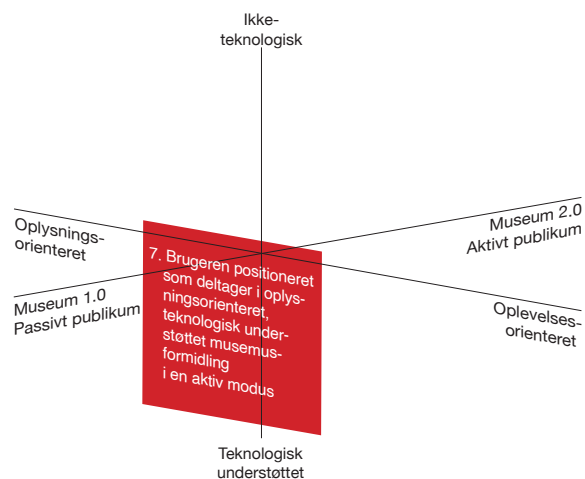 Ikke-
teknologisk
Oplysnings-
orienteret
Museum 2.0
Aktivt publikum
7. Brugeren positioneret
som deltager i oplys-
ningsorienteret,
teknologisk under-
støttet musemus-
formidling
i en aktiv modus
Museum 1.0
Passivt publikum
Oplevelses-
orienteret
Teknologisk
understøttet